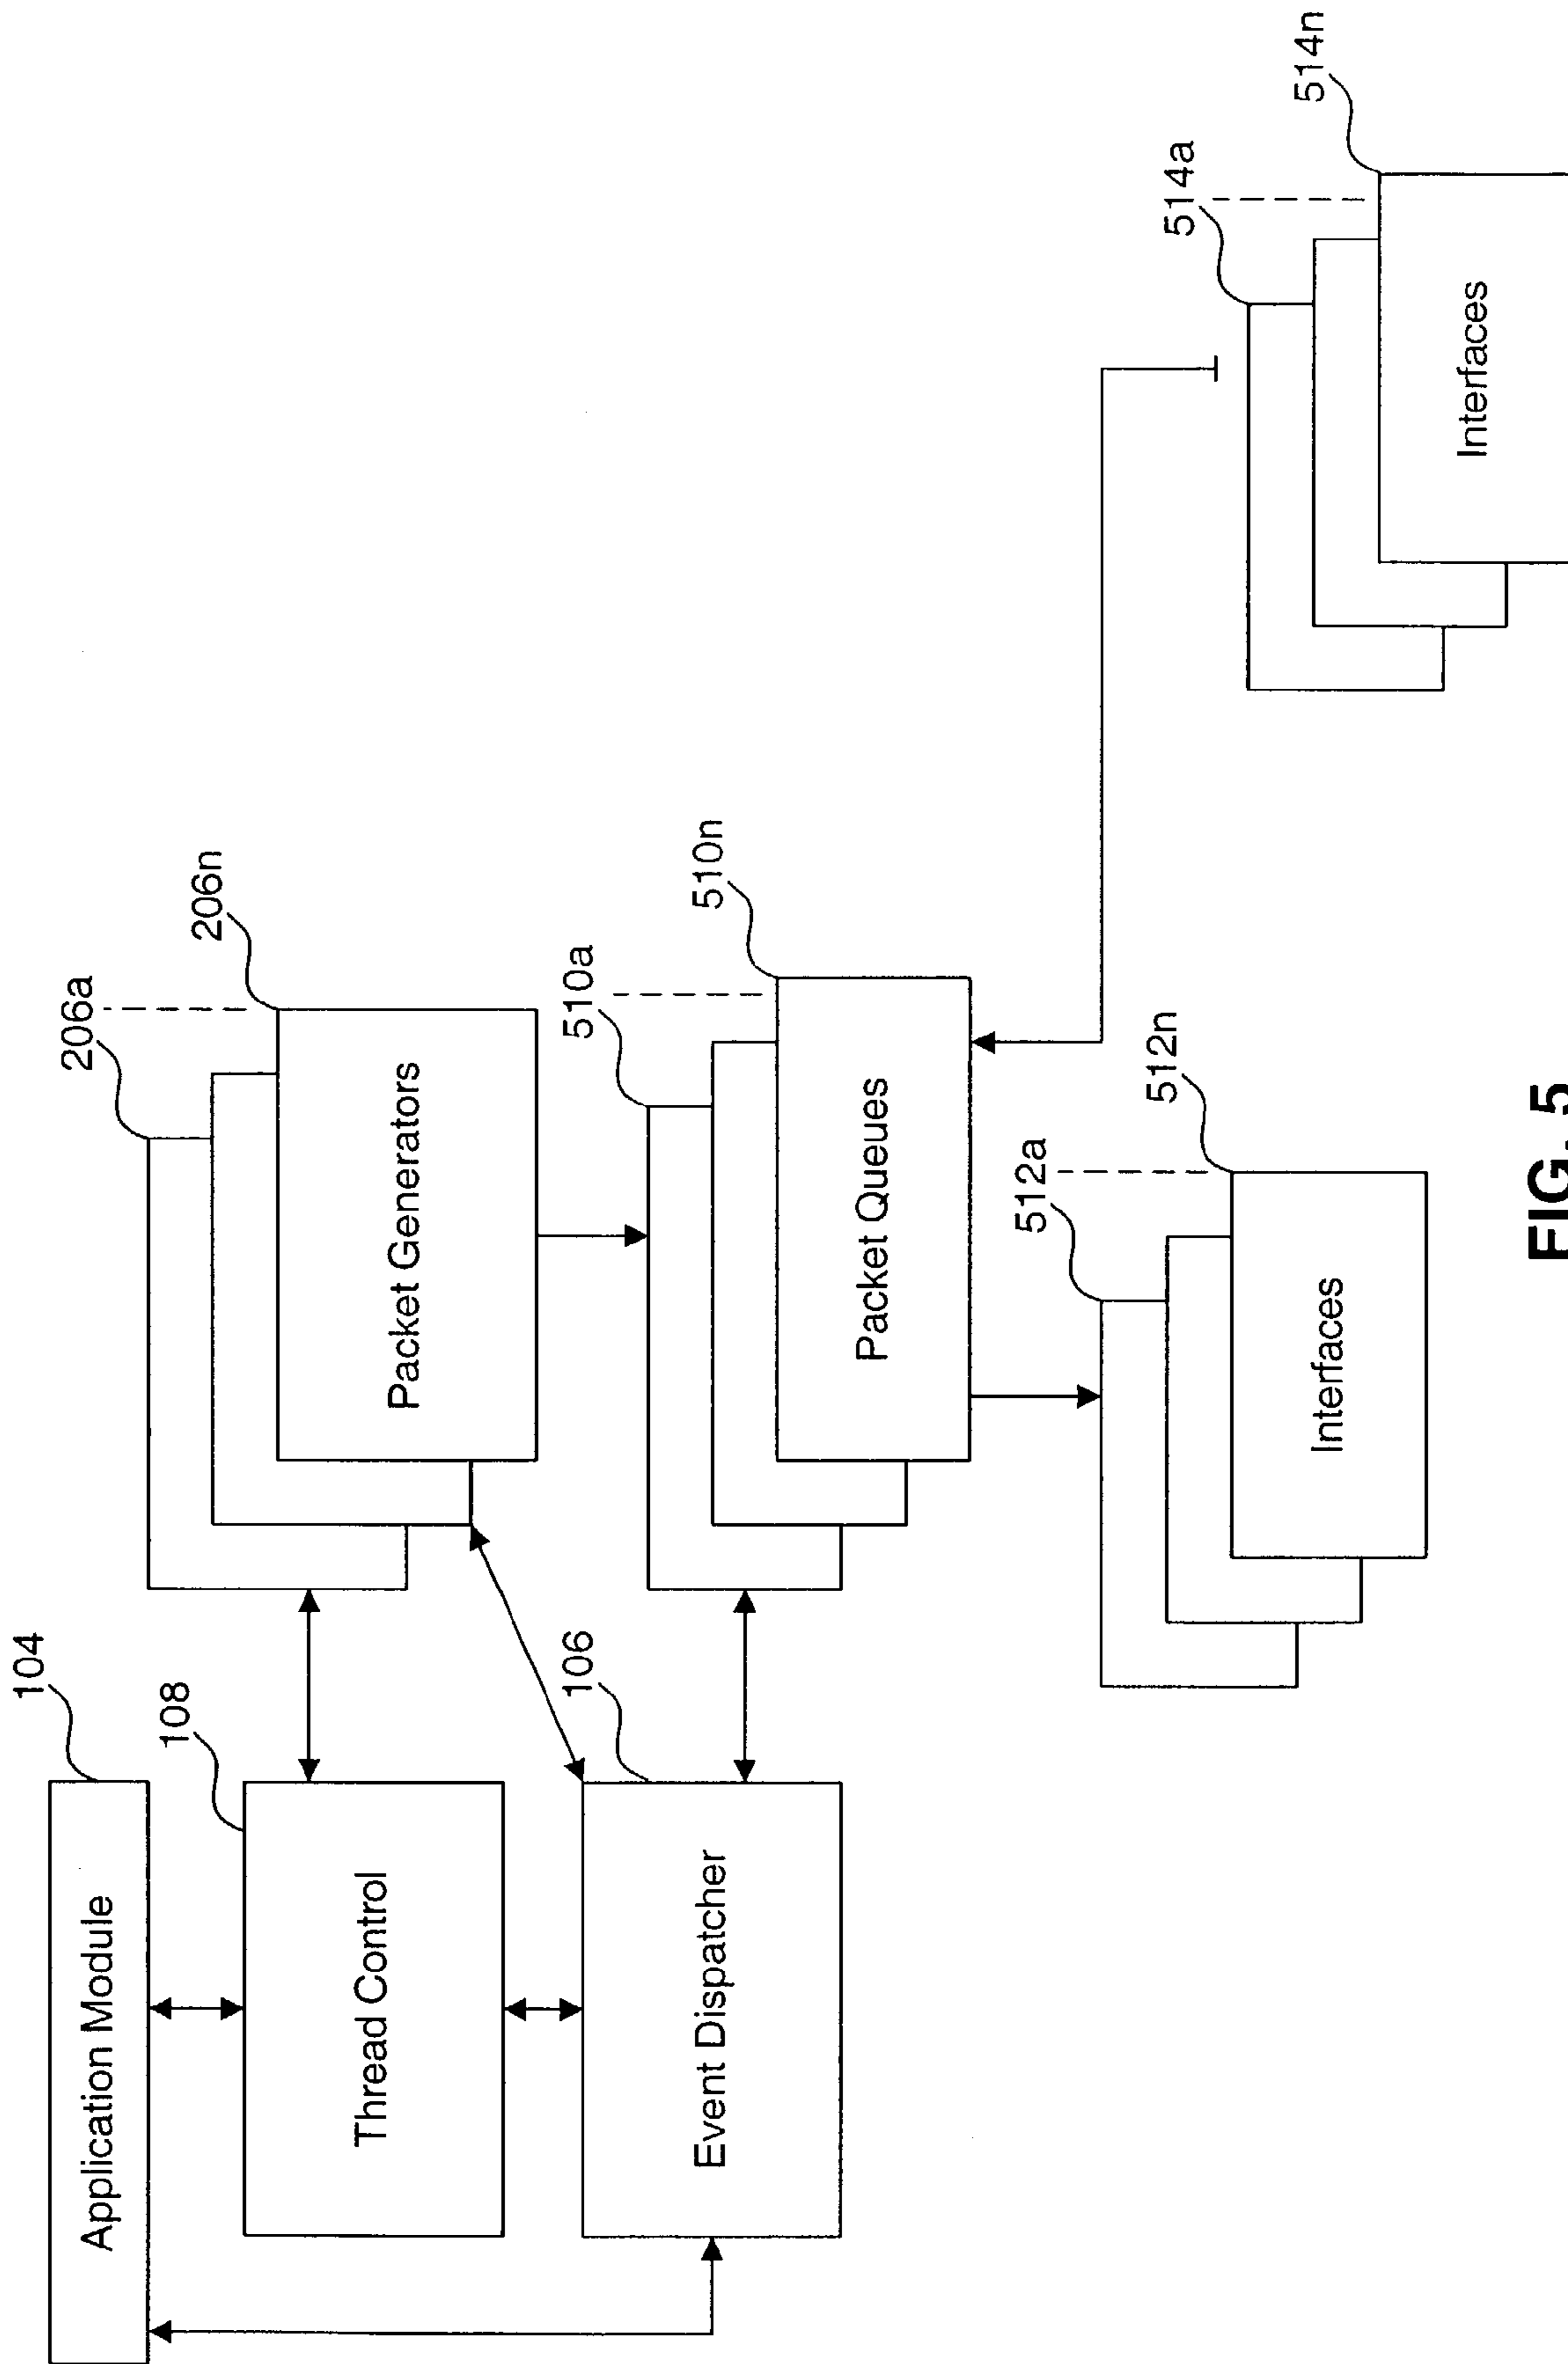 104
Application Module
108
Thread Control
106
Event Dispatcher
206a
206n
Packet Generators
510a
510n
Packet Queues
512a
512n
Interfaces
514a
514n
Interfaces
FIG. 5